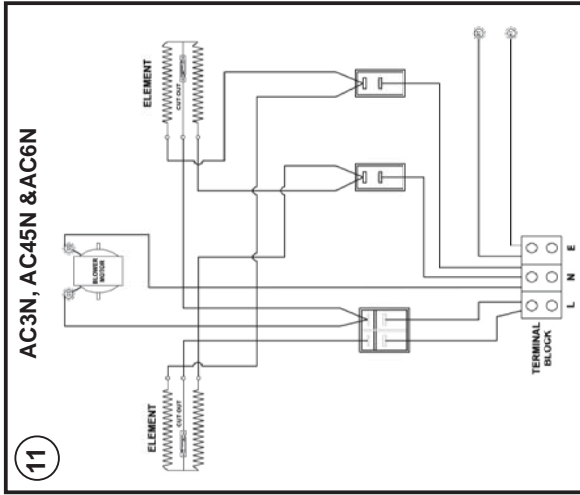 11
AC3N, AC45N &AC6N
ELEMENT
CUT OUT
BLOWER
MOTOR
ELEMENT
CUT OUT
TERMINAL
BLOCK
L
N
E